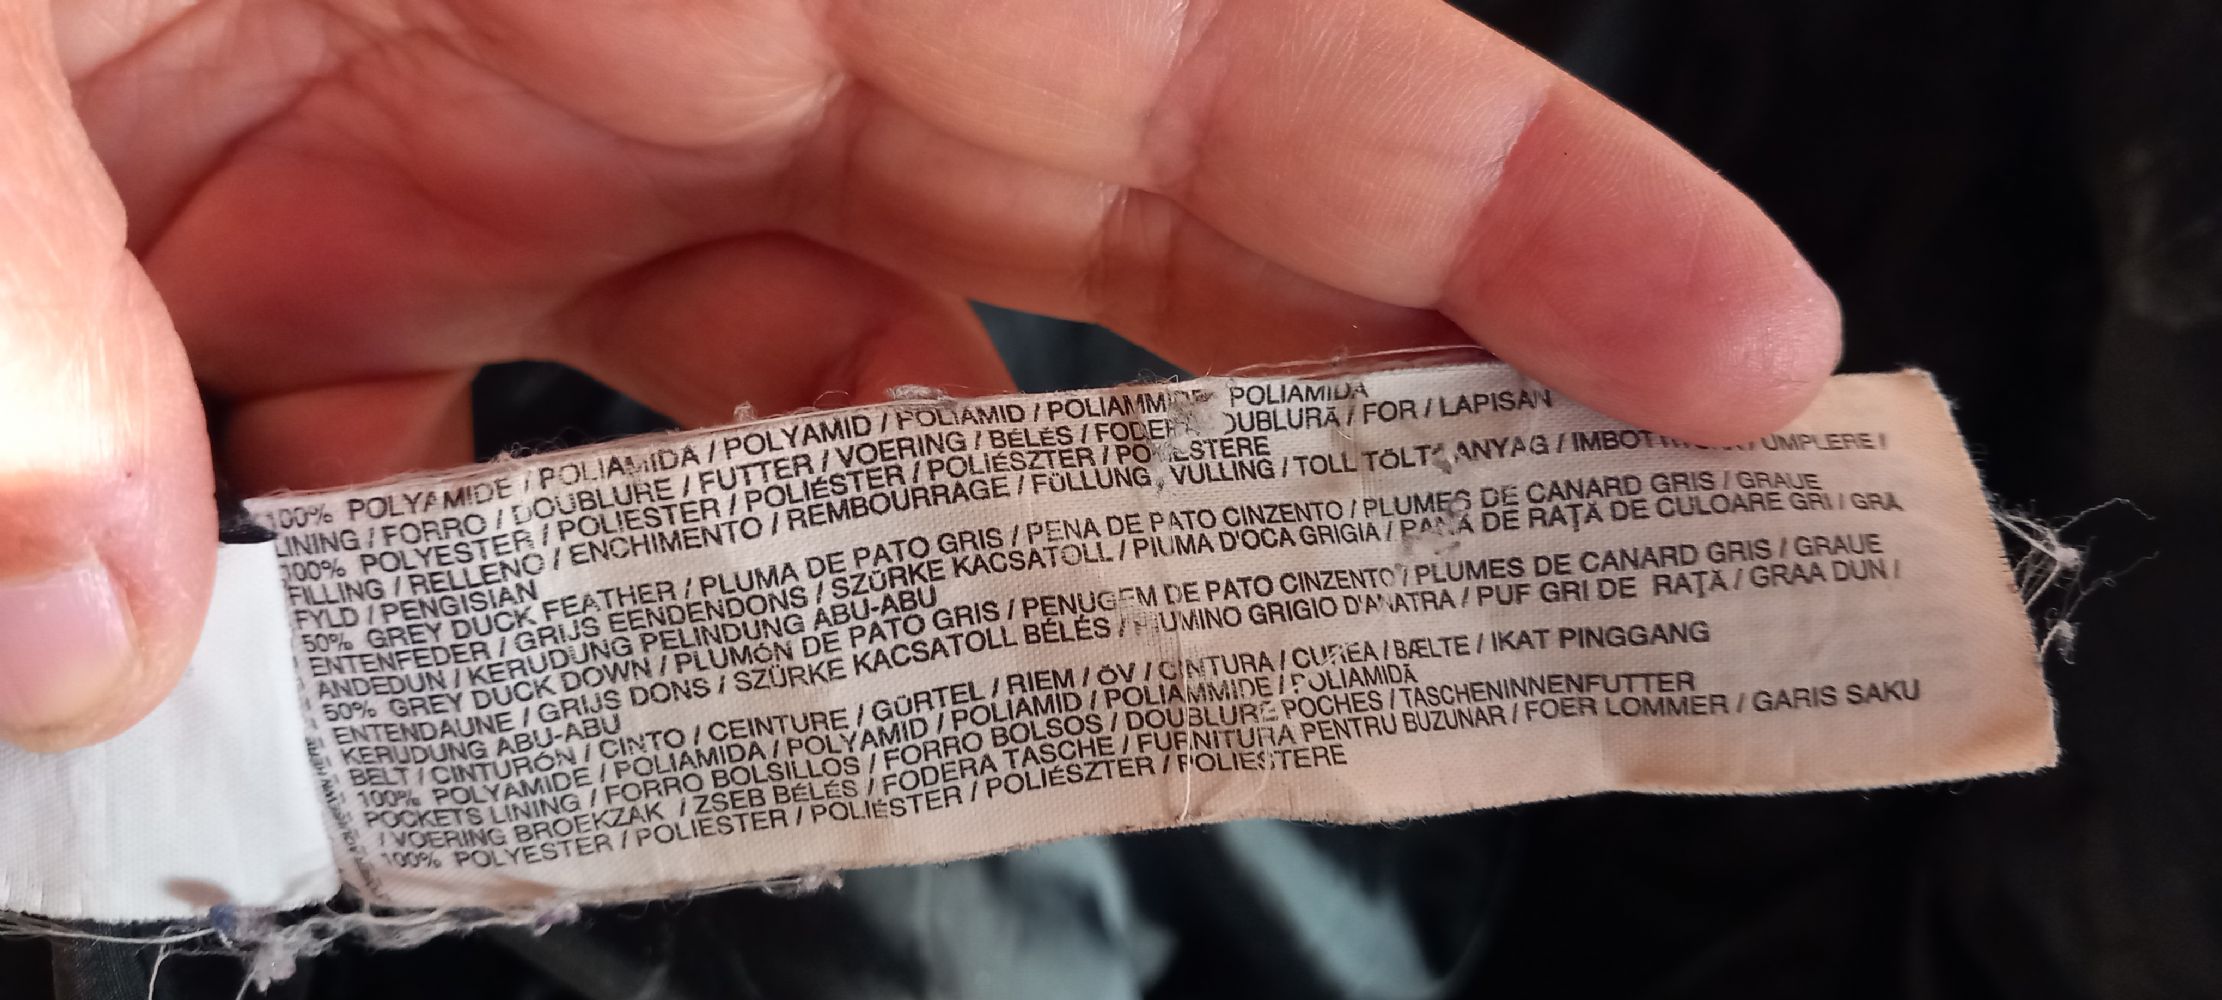 100% POLYAMIDE / POLIAMIDA / POLYAMID / POLIAMID / POLIAMMIDE POLIAMIDĂ
LINING / FORRO / DOUBLURE / FUTTER / VOERING / BÉLÉS / FODERA DUBLURĂ / FOR / LAPISAN
100% POLYESTER / POLIESTER / POLIÉSTER / POLIÉSZTER / POLIESTERE
FILLING / RELLENO / ENCHIMENTO / REMBOURRAGE / FÜLLUNG, VULLING / TOLL TÖLTŐANYAG / UMPLERE /
FYLD / PENGISIAN
50% GREY DUCK FEATHER / PLUMA DE PATO GRIS / PENA DE PATO CINZENTO / PLUMES DE CANARD GRIS / GRAUE
ENTENFEDER / GRIJS EENDENDONS / SZÜRKE KACSATOLL / PIUMA D'OCA GRIGIA / PANĂ DE RAŢĂ DE CULOARE GRI / GRA
ANDEDUN / KERUDUNG PELINDUNG ABU-ABU
50% GREY DUCK DOWN / PLUMÓN DE PATO GRIS / PENUGEM DE PATO CINZENTO / PLUMES DE CANARD GRIS / GRAUE
ENTENDAUNE / GRIJS DONS / SZÜRKE KACSATOLL BÉLÉS / PIUMINO GRIGIO D'ANATRA / PUF GRI DE RAŢĂ / GRAA DUN /
KERUDUNG ABU-ABU
BELT / CINTURÓN / CINTO / CEINTURE / GÜRTEL / RIEM / ÖV / CINTURA / CUREA / BÆLTE / IKAT PINGGANG
100% POLYAMIDE / POLIAMIDA / POLYAMID / POLIAMID / POLIAMMIDE / POLIAMIDĂ
POCKETS LINING / FORRO BOLSILLOS / FORRO BOLSOS / DOUBLURE POCHES / TASCHENINNENFUTTER
/ VOERING BROEKZAK / ZSEB BÉLÉS / FODERA TASCHE / FURNITURA PENTRU BUZUNAR / FOER LOMMER / GARIS SAKU
100% POLYESTER / POLIESTER / POLIÉSTER / POLIÉSZTER / POLIESTERE